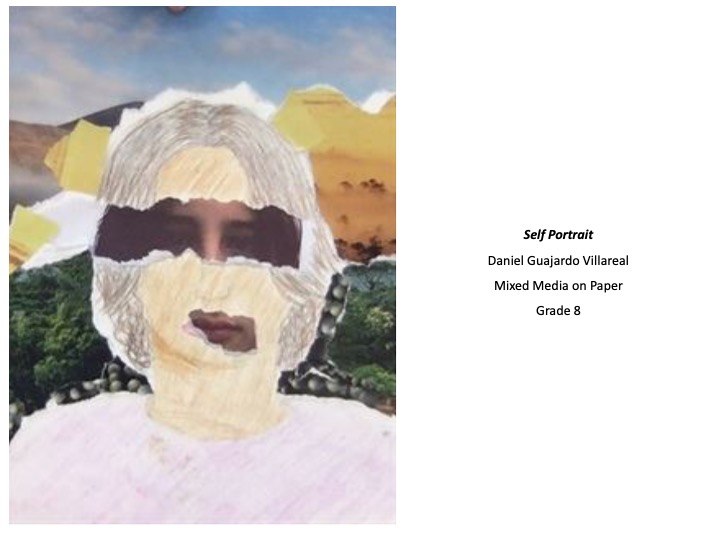 Self Portrait
Daniel Guajardo Villareal
Mixed Media on Paper
Grade 8